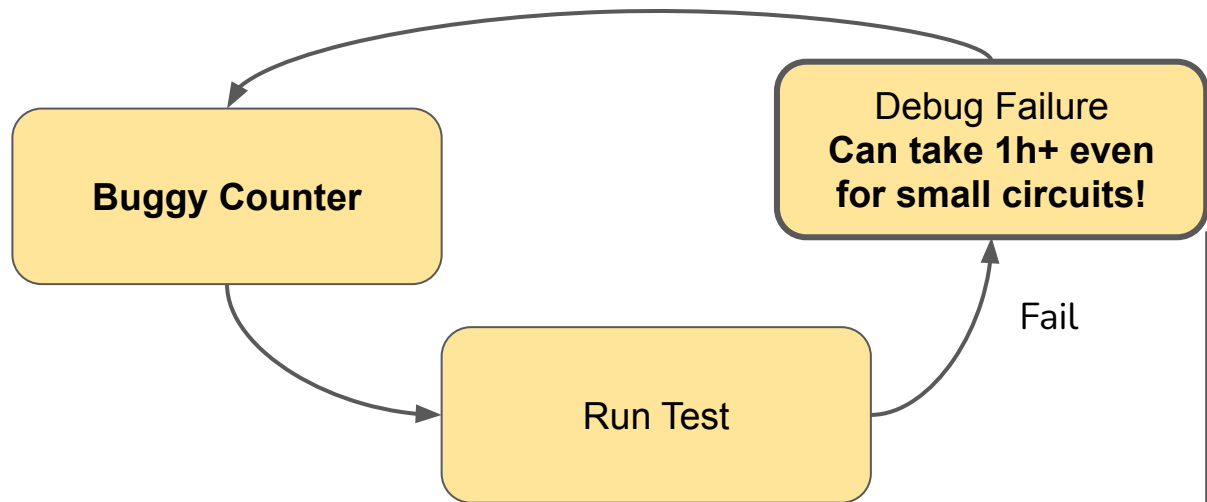 Debug Failure
Can take 1h+ even
for small circuits!
Buggy Counter
Fail
Run Test